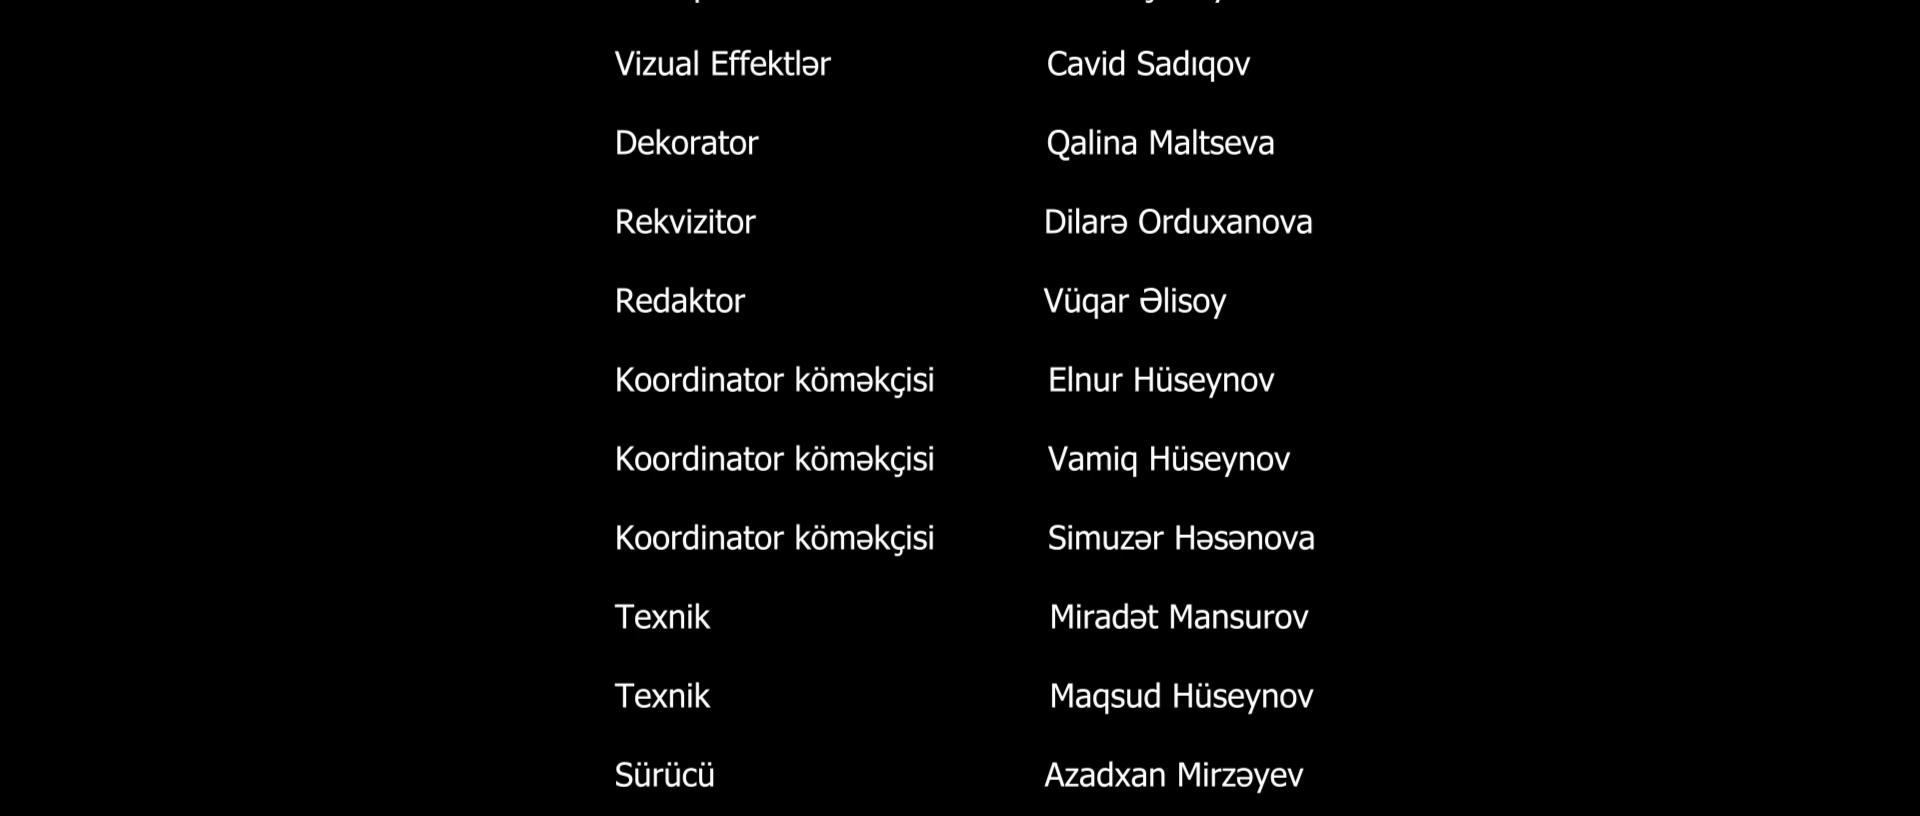 Vizual Effektlər Cavid Sadıqov
Dekorator Qalina Maltseva
Rekvizitor Dilarə Orduxanova
Redaktor Vüqar Əlisoy
Koordinator köməkçisi Elnur Hüseynov
Koordinator köməkçisi Vamiq Hüseynov
Koordinator köməkçisi Simuzər Həsənova
Texnik Miradət Mansurov
Texnik Maqsud Hüseynov
Sürücü Azadxan Mirzəyev